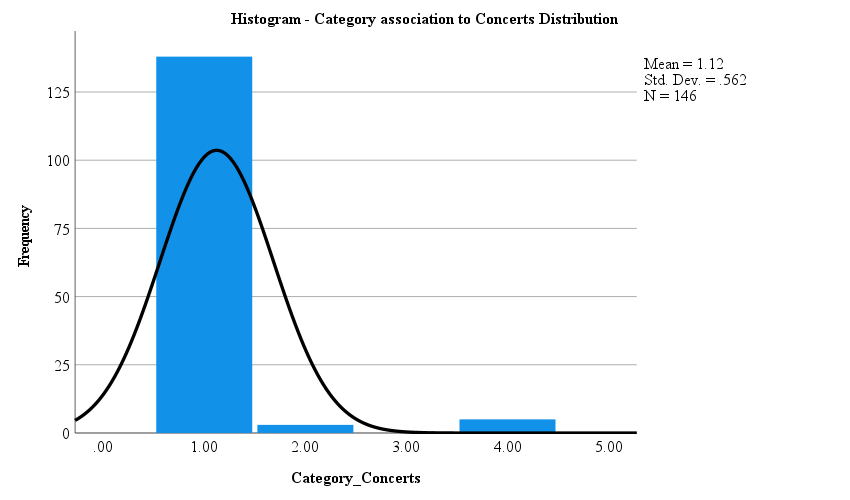 Histogram - Category association to Concerts Distribution
Mean = 1.12
Std. Dev. = .562
N = 146
125
100
75
50
25
0
Frequency
.00 1.00 2.00 3.00 4.00 5.00
Category_Concerts